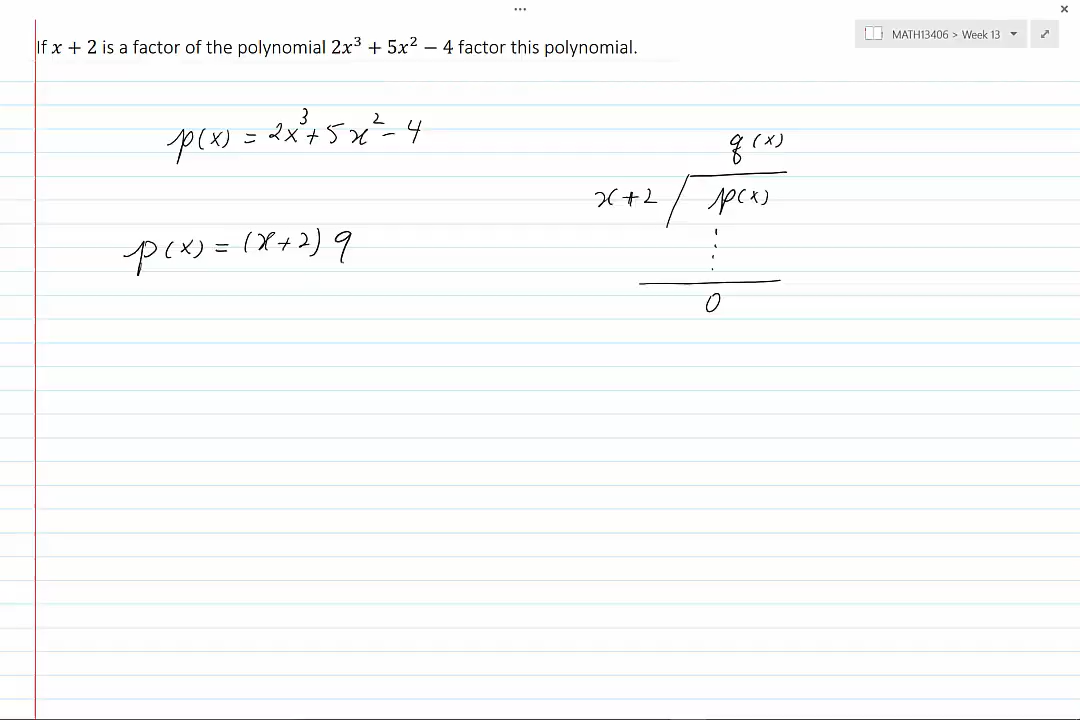 If x + 2 is a factor of the polynomial 2x³ + 5x² − 4 factor this polynomial.
MATH13406 > Week 13
p(x) = 2x³ + 5x² − 4
q(x)
x+2 / p(x)
⋮
0
p(x) = (x+2) q